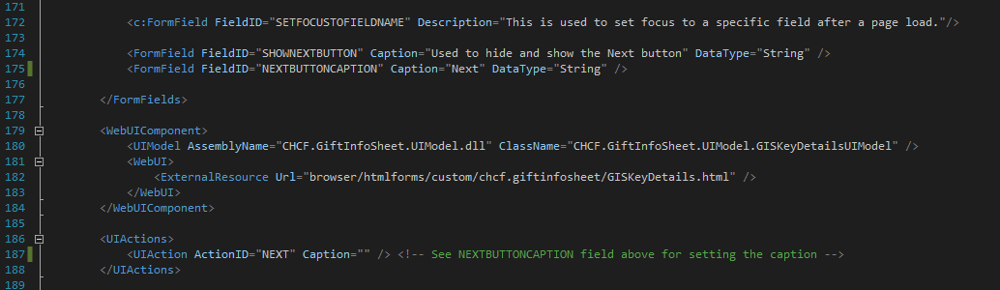 171
172 <c:FormField FieldID="SETFOCUSTOFIELDNAME" Description="This is used to set focus to a specific field after a page load."/>
173
174 <FormField FieldID="SHOWNEXTBUTTON" Caption="Used to hide and show the Next button" DataType="String" />
175 <FormField FieldID="NEXTBUTTONCAPTION" Caption="Next" DataType="String" />
176
177 </FormFields>
178
179 <WebUIComponent>
180 <UIModel AssemblyName="CHCF.GiftInfoSheet.UIModel.dll" ClassName="CHCF.GiftInfoSheet.UIModel.GISKeyDetailsUIModel" />
181 <WebUI>
182 <ExternalResource Url="browser/htmlforms/custom/chcf.giftinfosheet/GISKeyDetails.html" />
183 </WebUI>
184 </WebUIComponent>
185
186 <UIActions>
187 <UIAction ActionID="NEXT" Caption="" /> <!-- See NEXTBUTTONCAPTION field above for setting the caption -->
188 </UIActions>
189